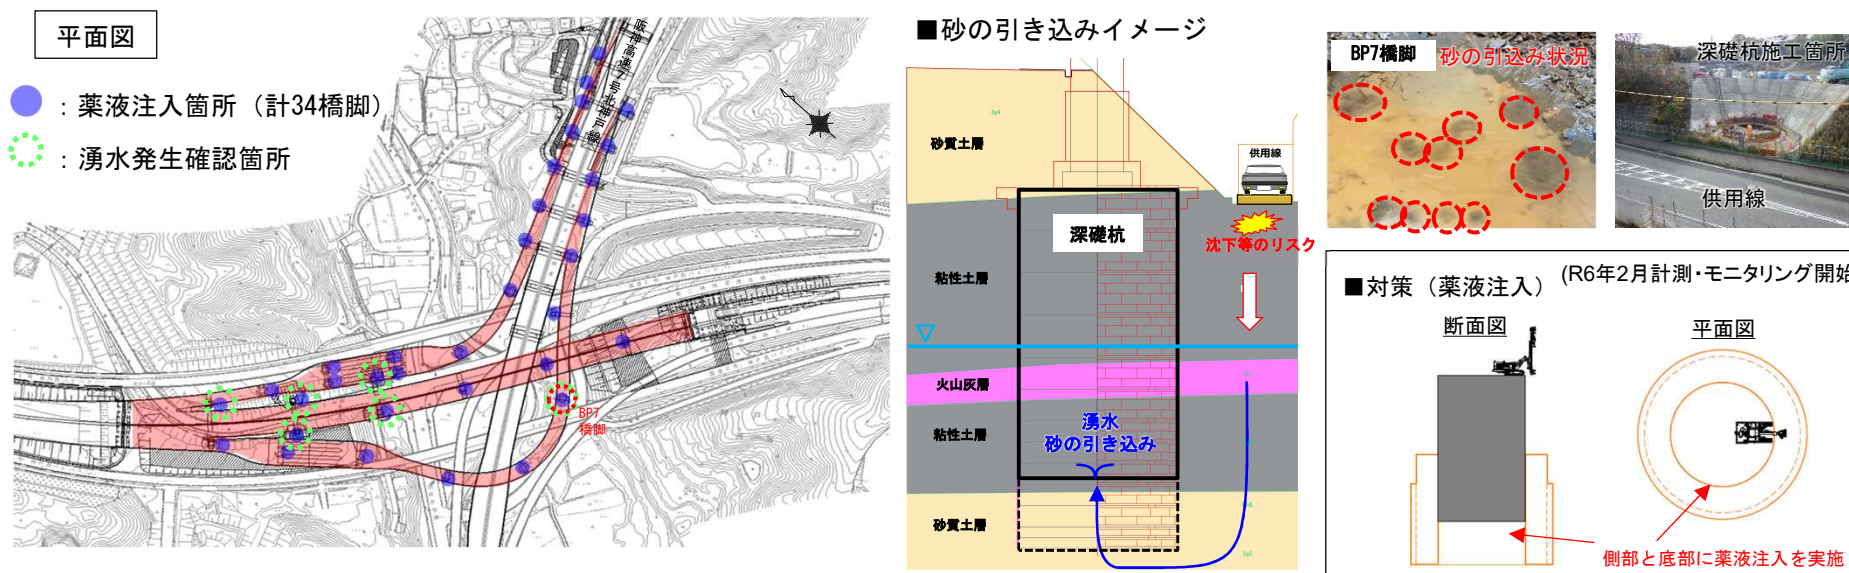 平面図
：薬液注入箇所（計34橋脚）
：湧水発生確認箇所
阪神高速7号北神戸線
BP7
橋脚
■砂の引き込みイメージ
砂質土層
供用線
深礎杭
沈下等のリスク
粘性土層
火山灰層
粘性土層
湧水
砂の引き込み
砂質土層
BP7橋脚
砂の引込み状況
深礎杭施工箇所
供用線
■対策（薬液注入）
(R6年2月計測・モニタリング開始
断面図
平面図
側部と底部に薬液注入を実施